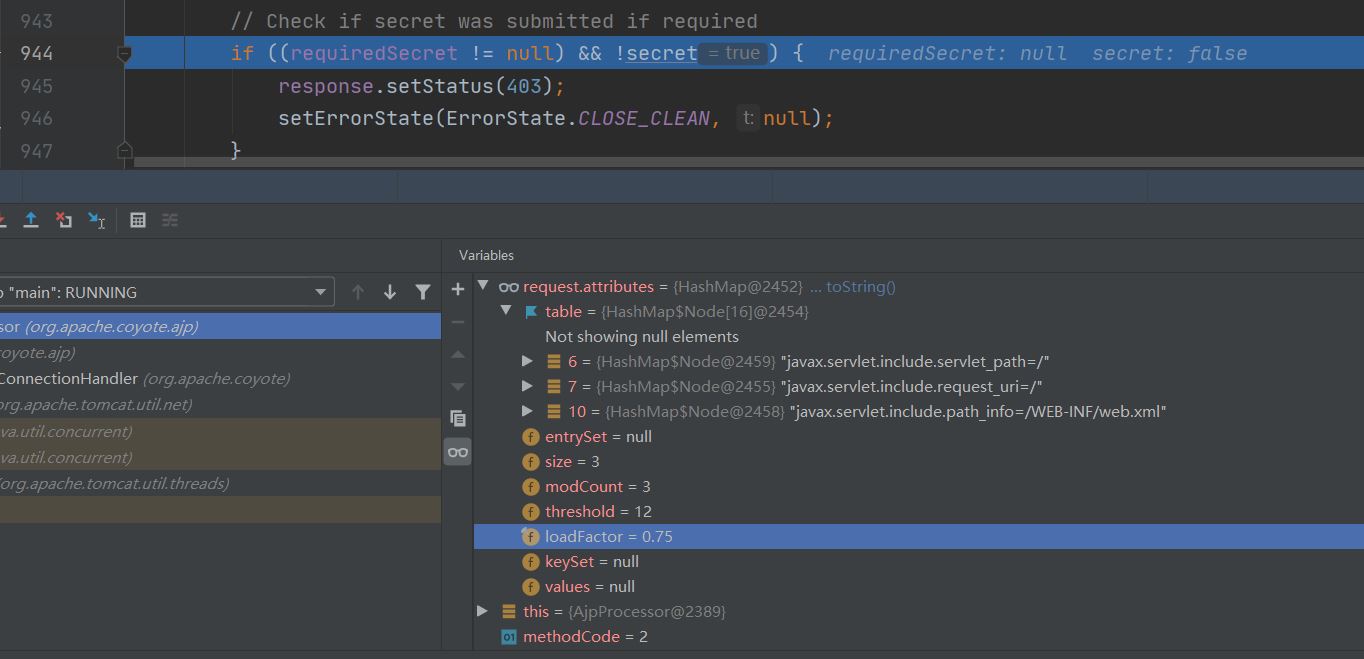 943 // Check if secret was submitted if required
944 if ((requiredSecret != null) && !secret = true ) { requiredSecret: null secret: false
945 response.setStatus(403);
946 setErrorState(ErrorState.CLOSE_CLEAN, t: null);
947 }
Variables
"main": RUNNING
request.attributes = {HashMap@2452} ... toString()
table = {HashMap$Node[16]@2454}
sor (org.apache.coyote.ajp)
Not showing null elements
oyote.ajp)
6 = {HashMap$Node@2459} "javax.servlet.include.servlet_path=/"
ConnectionHandler (org.apache.coyote)
7 = {HashMap$Node@2455} "javax.servlet.include.request_uri=/"
org.apache.tomcat.util.net)
10 = {HashMap$Node@2458} "javax.servlet.include.path_info=/WEB-INF/web.xml"
va.util.concurrent)
f entrySet = null
va.util.concurrent)
f size = 3
org.apache.tomcat.util.threads)
f modCount = 3
f threshold = 12
f loadFactor = 0.75
f keySet = null
f values = null
this = {AjpProcessor@2389}
01 methodCode = 2